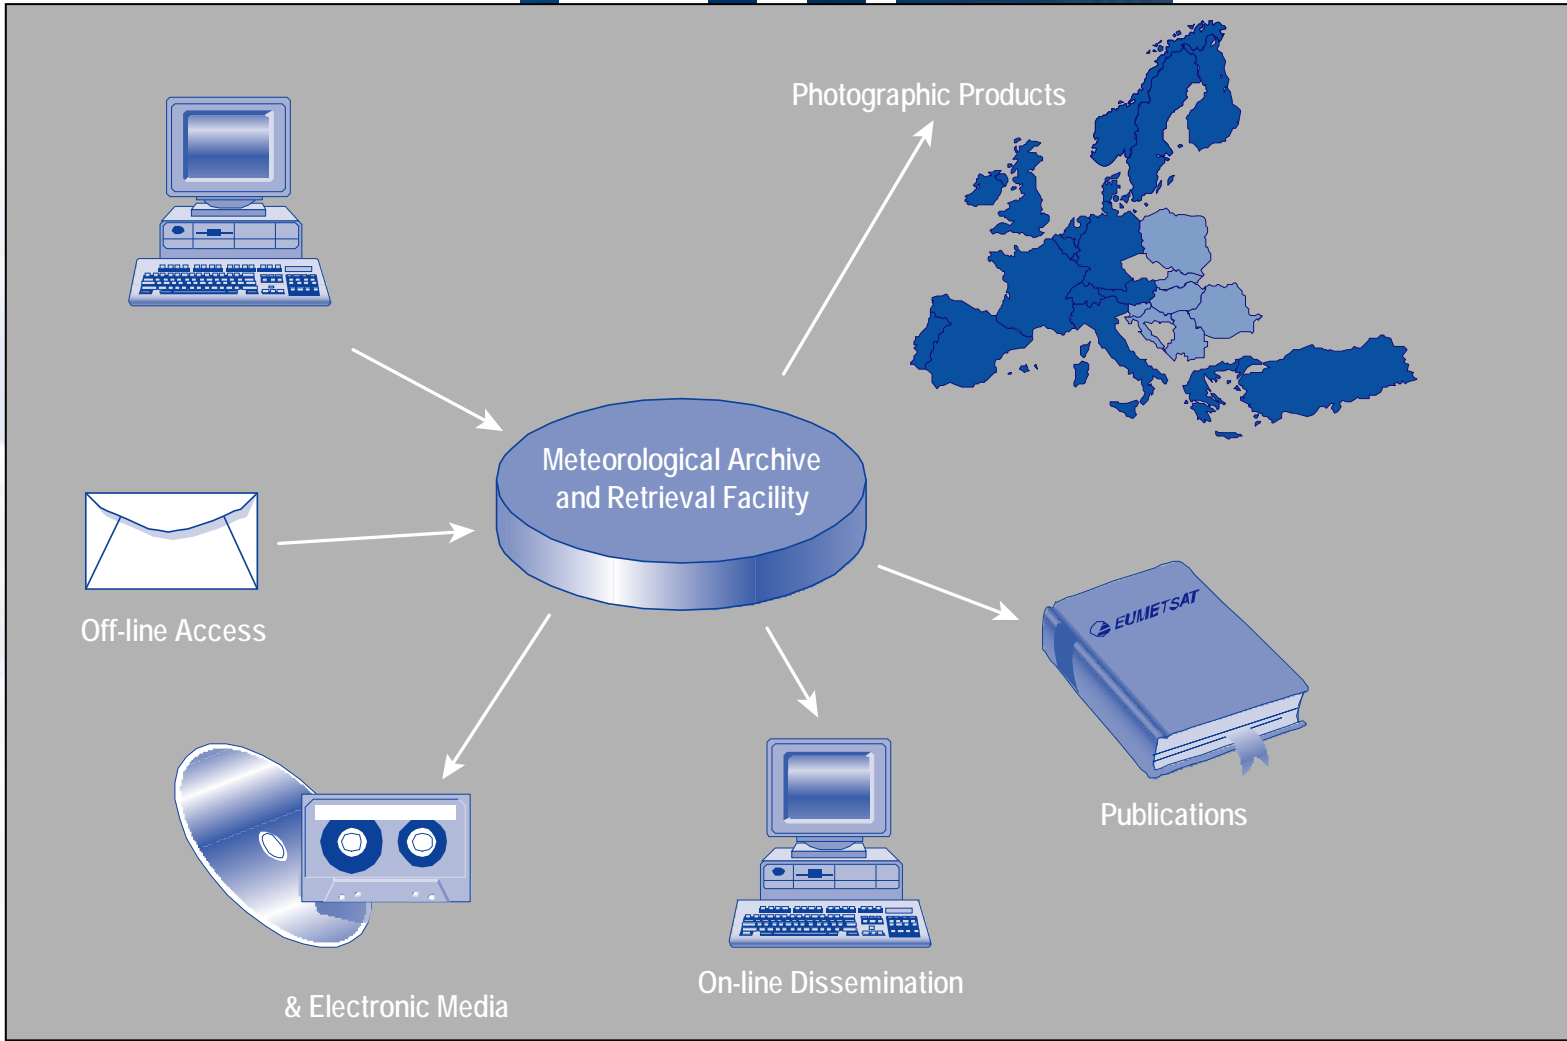 Photographic Products
Meteorological Archive
and Retrieval Facility
Off-line Access
EUMETSAT
Publications
On-line Dissemination
& Electronic Media